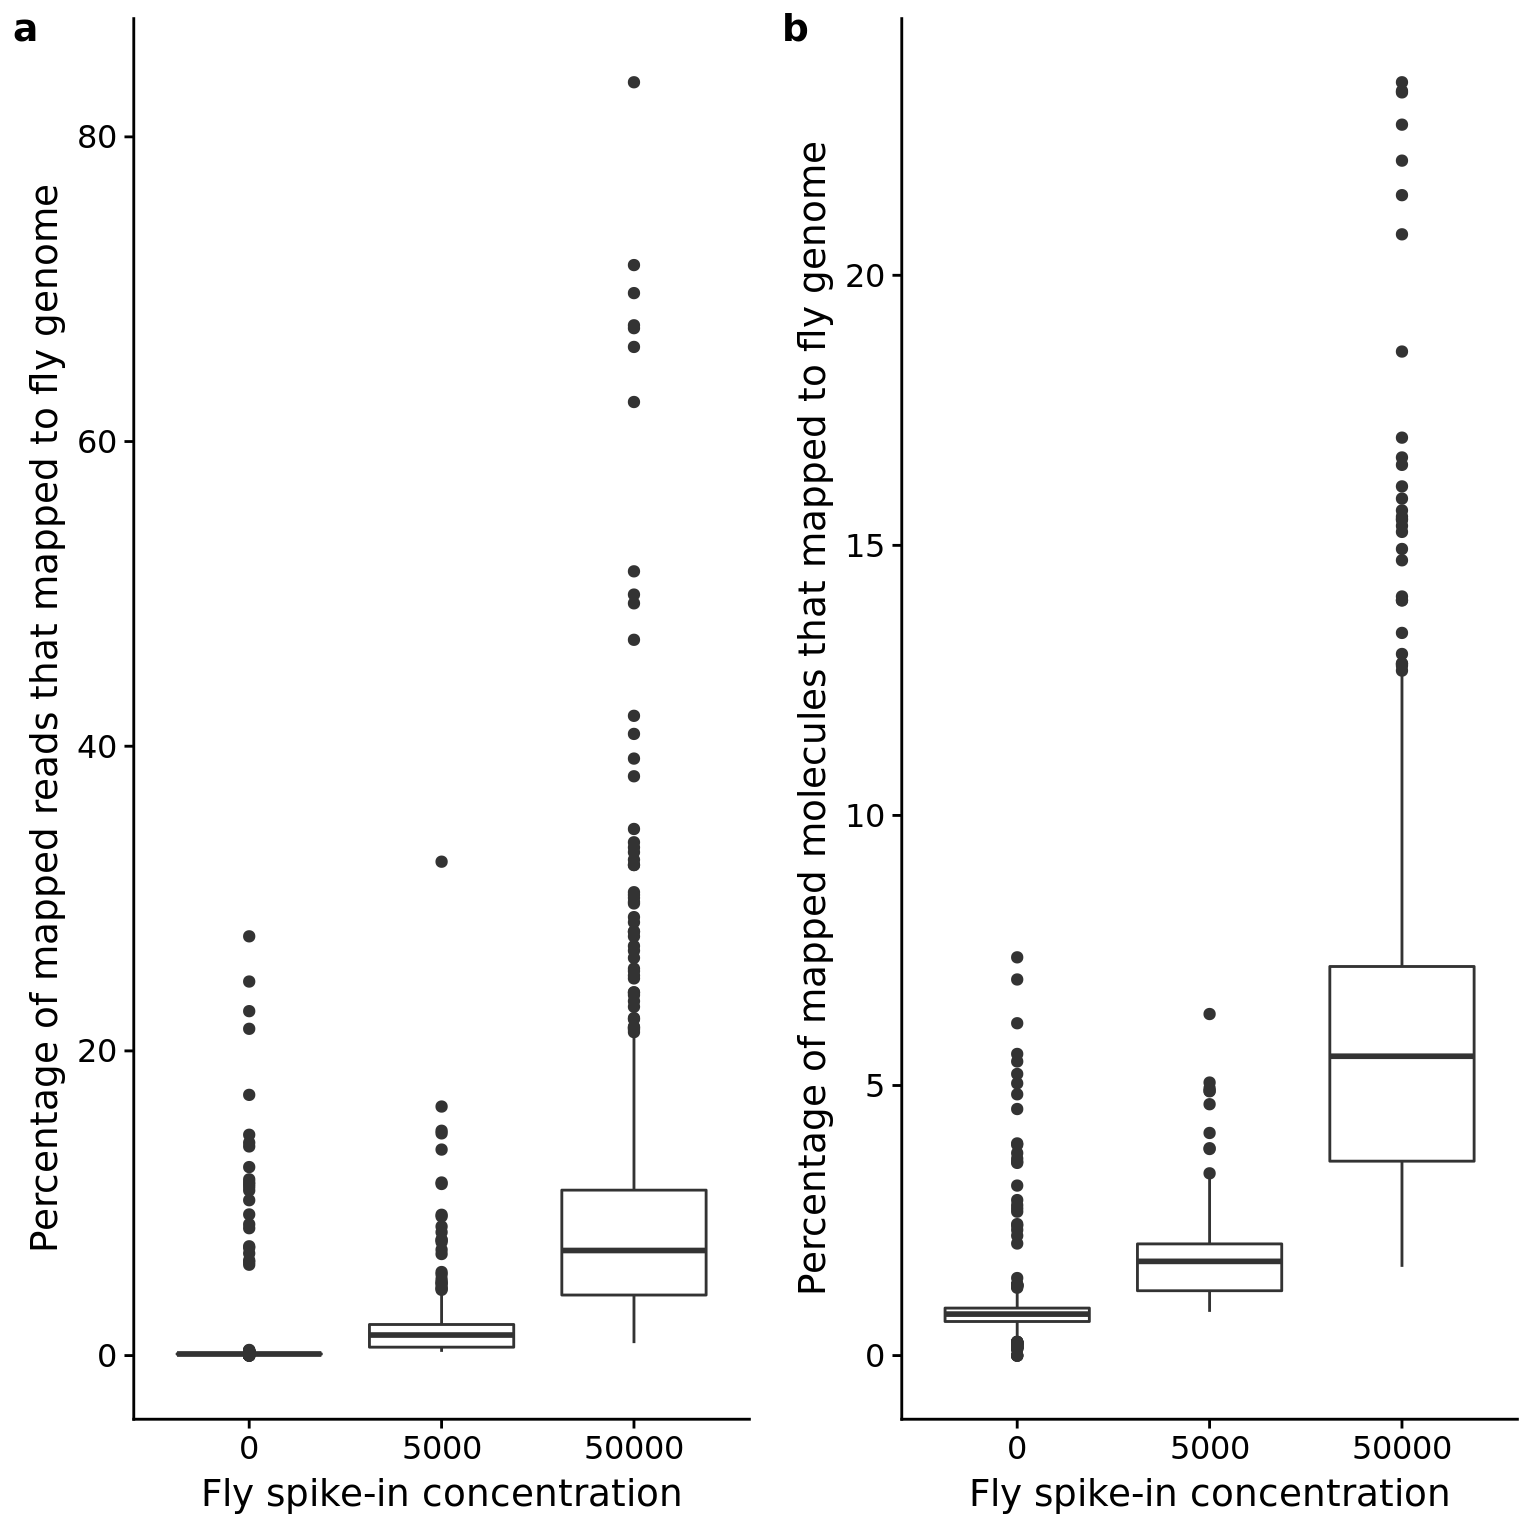 a
Percentage of mapped reads that mapped to fly genome
80
60
40
20
0
0 5000 50000
Fly spike-in concentration
b
Percentage of mapped molecules that mapped to fly genome
20
15
10
5
0
0 5000 50000
Fly spike-in concentration